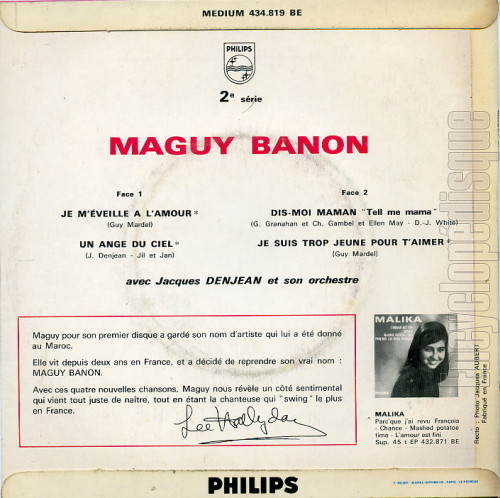 MEDIUM 434.819 BE
PHILIPS
2e série
MAGUY BANON
Face 1
JE M'ÉVEILLE A L'AMOUR*
(Guy Mardel)
UN ANGE DU CIEL*
(J. Denjean - Jil et Jan)
Face 2
DIS-MOI MAMAN "Tell me mama"
(G. Grenahan et Ch. Gambel et Ellen May - D.-J. White)
JE SUIS TROP JEUNE POUR T'AIMER*
(Guy Mardel)
avec Jacques DENJEAN et son orchestre
Maguy pour son premier disque a gardé son nom d'artiste qui lui a été donné
au Maroc.
Elle vit depuis deux ans en France, et a décidé de reprendre son vrai nom :
MAGUY BANON.
Avec ces quatre nouvelles chansons, Maguy nous révèle un côté sentimental
qui vient tout juste de naître, tout en étant la chanteuse qui "swing" le plus
en France.
Lee Hallyday
MALIKA
MALIKA
Parc'que j'ai revu François
- Chance - Mashed potatoe
time - L'amour est fini
Sup. 45 t EP 432.871 BE
Recto : Photo Jacques AUBERT
Fabriqué en France
encyclopédisque
PHILIPS